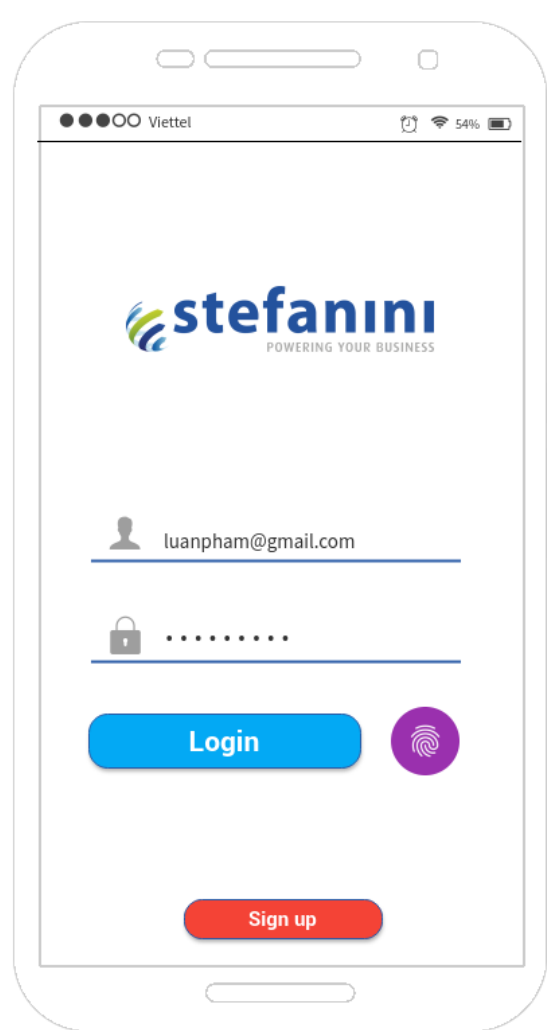 Viettel 54%
stefanini
POWERING YOUR BUSINESS
luanpham@gmail.com
•••••••••
Login
Sign up